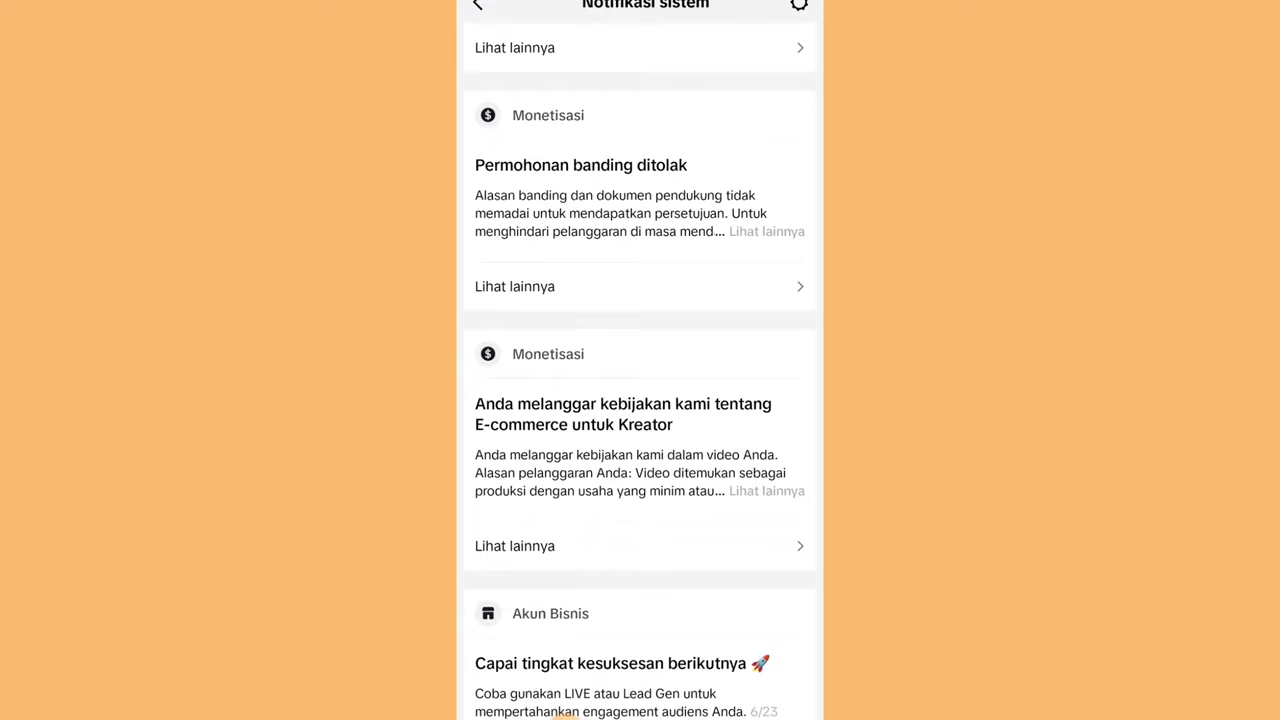 Notifikasi sistem
Lihat lainnya
Monetisasi
Permohonan banding ditolak
Alasan banding dan dokumen pendukung tidak
memadai untuk mendapatkan persetujuan. Untuk
menghindari pelanggaran di masa mend... Lihat lainnya
Lihat lainnya
Monetisasi
Anda melanggar kebijakan kami tentang
E-commerce untuk Kreator
Anda melanggar kebijakan kami dalam video Anda.
Alasan pelanggaran Anda: Video ditemukan sebagai
produksi dengan usaha yang minim atau... Lihat lainnya
Lihat lainnya
Akun Bisnis
Capai tingkat kesuksesan berikutnya 🚀
Coba gunakan LIVE atau Lead Gen untuk
mempertahankan engagement audiens Anda. 6/23